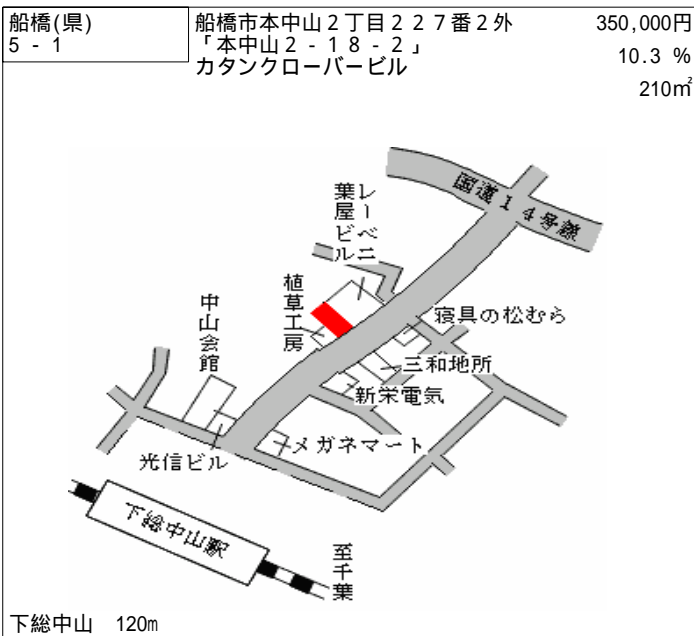 船橋(県)
5 - 1
船橋市本中山２丁目２２７番２外
「本中山２－１８－２」
カタンクローバービル
350,000円
10.3 %
210㎡
国道１４号線
レーベニ
葉屋ビル
植草工房
中山会館
寝具の松むら
三和地所
新栄電気
メガネマート
光信ビル
下総中山駅
至千葉
下総中山 120m